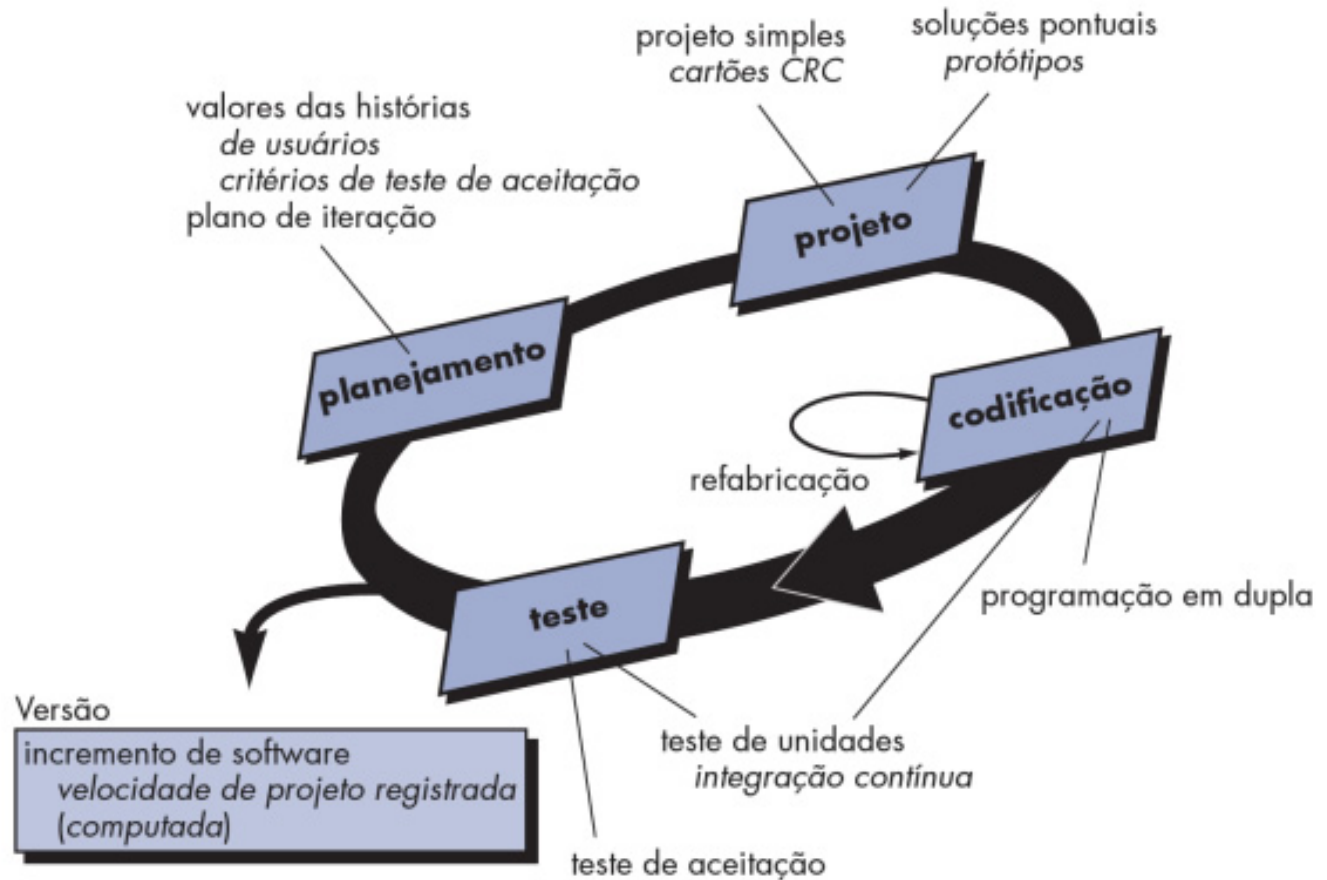 projeto simples
cartões CRC
soluções pontuais
protótipos
valores das histórias
de usuários
critérios de teste de aceitação
plano de iteração
projeto
planejamento
codificação
refabricação
programação em dupla
teste
Versão
incremento de software
velocidade de projeto registrada
(computada)
teste de unidades
integração contínua
teste de aceitação